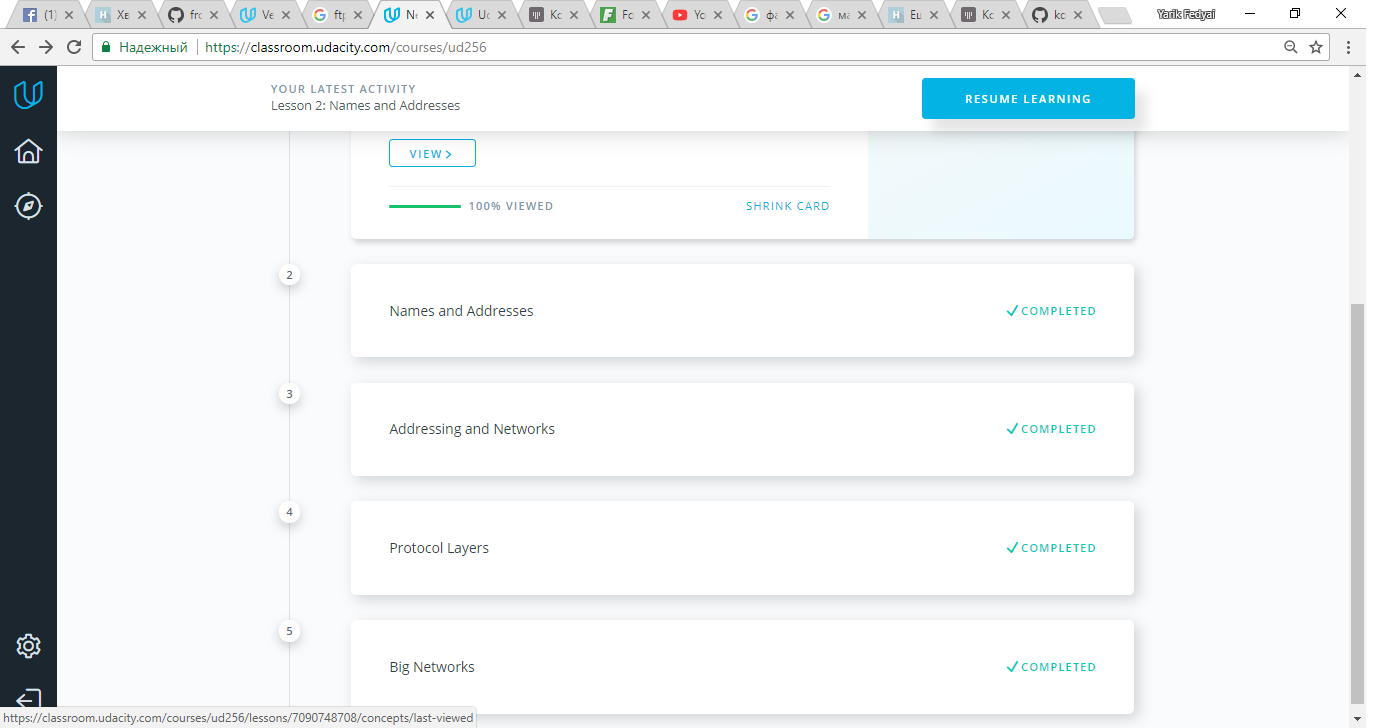 (1)
Хв
frc
Ve
ftp
Ne
Uc
Кс
Fc
Yc
фа
ма
Eu
Кс
kc
Yarik Fedyai
Надежный
https://classroom.udacity.com/courses/ud256
YOUR LATEST ACTIVITY
Lesson 2: Names and Addresses
RESUME LEARNING
VIEW >
100% VIEWED
SHRINK CARD
2
Names and Addresses
COMPLETED
3
Addressing and Networks
COMPLETED
4
Protocol Layers
COMPLETED
5
Big Networks
COMPLETED
https://classroom.udacity.com/courses/ud256/lessons/7090748708/concepts/last-viewed